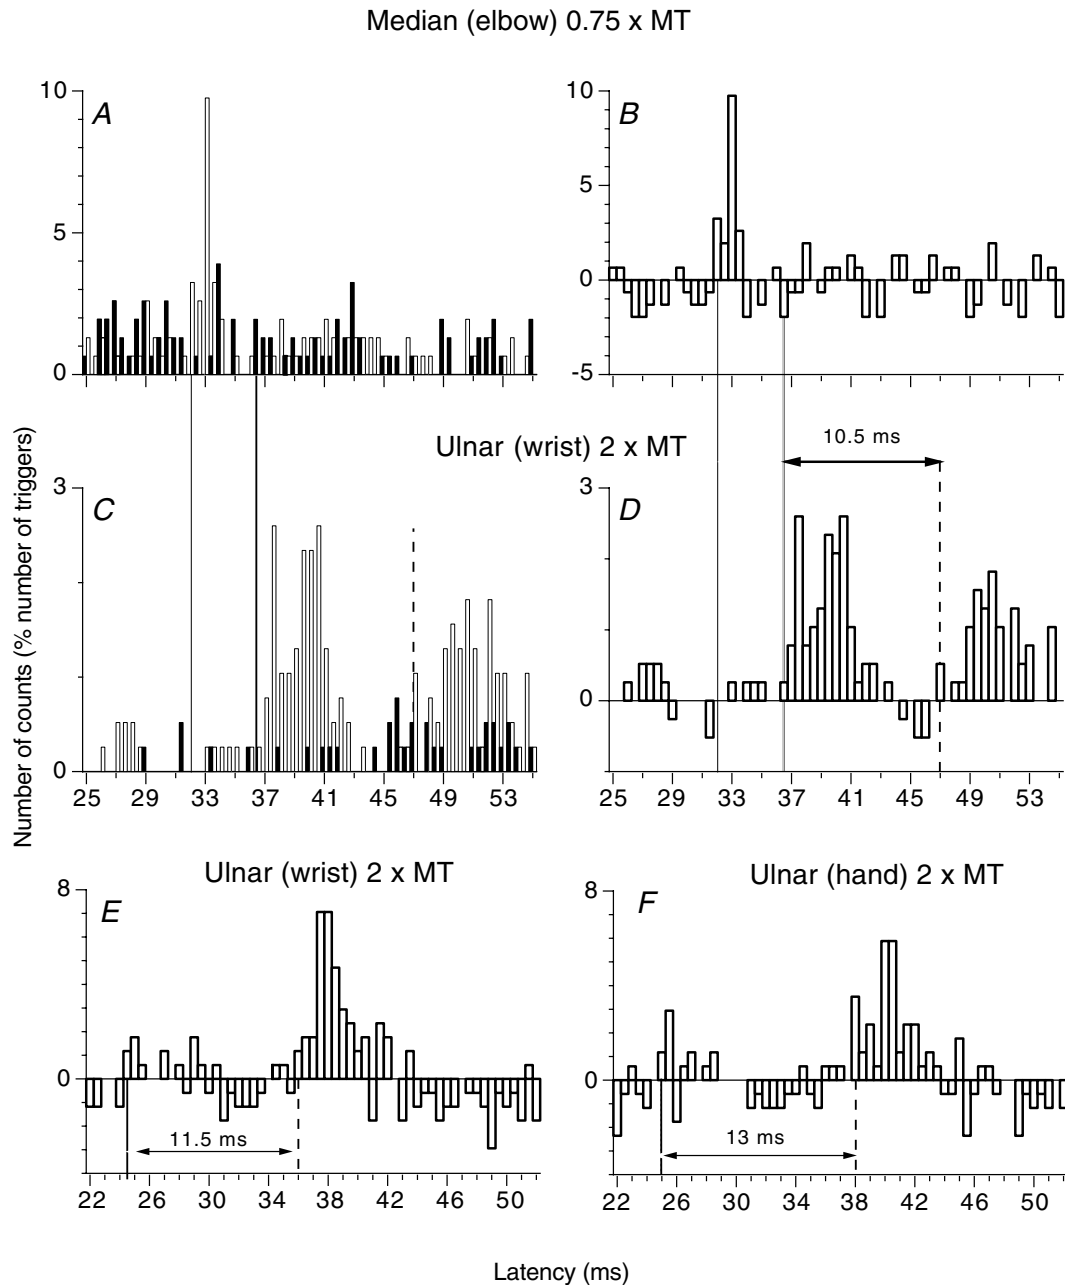 Median (elbow) 0.75 x MT
A
10
5
0
B
10
5
0
-5
Number of counts (% number of triggers)
Ulnar (wrist) 2 x MT
10.5 ms
C
3
0
25 29 33 37 41 45 49 53
D
3
0
25 29 33 37 41 45 49 53
Ulnar (wrist) 2 x MT
E
8
0
11.5 ms
22 26 30 34 38 42 46 50
Ulnar (hand) 2 x MT
F
8
0
13 ms
22 26 30 34 38 42 46 50
Latency (ms)